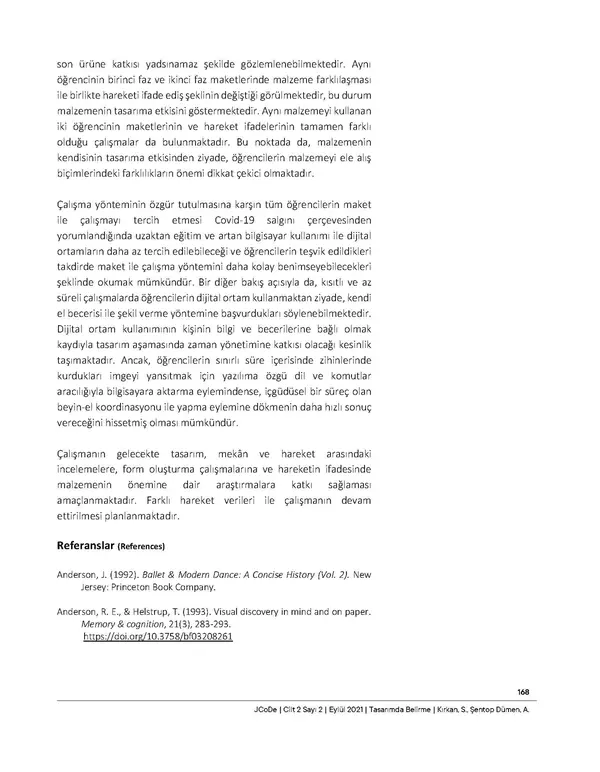 son ürüne katkısı yadsınamaz şekilde gözlemlenebilmektedir. Aynı
öğrencinin birinci faz ve ikinci faz maketlerinde malzeme farklılaşması
ile birlikte hareketi ifade ediş şeklinin değiştiği görülmektedir, bu durum
malzemenin tasarıma etkisini göstermektedir. Aynı malzemeyi kullanan
iki öğrencinin maketlerinin ve hareket ifadelerinin tamamen farklı
olduğu çalışmalar da bulunmaktadır. Bu noktada da, malzemenin
kendisinin tasarıma etkisinden ziyade, öğrencilerin malzemeyi ele alış
biçimlerindeki farklılıkların önemi dikkat çekici olmaktadır.
Çalışma yönteminin özgür tutulmasına karşın tüm öğrencilerin maket
ile çalışmayı tercih etmesi Covid-19 salgını çerçevesinden
yorumlandığında uzaktan eğitim ve artan bilgisayar kullanımı ile dijital
ortamların daha az tercih edilebileceği ve öğrencilerin teşvik edildikleri
takdirde maket ile çalışma yöntemini daha kolay benimseyebilecekleri
şeklinde okumak mümkündür. Bir diğer bakış açısıyla da, kısıtlı ve az
süreli çalışmalarda öğrencilerin dijital ortam kullanmaktan ziyade, kendi
el becerisi ile şekil verme yöntemine başvurdukları söylenebilmektedir.
Dijital ortam kullanımının kişinin bilgi ve becerilerine bağlı olmak
kaydıyla tasarım aşamasında zaman yönetimine katkısı olacağı kesinlik
taşımaktadır. Ancak, öğrencilerin sınırlı süre içerisinde zihinlerinde
kurdukları imgeyi yansıtmak için yazılıma özgü dil ve komutlar
aracılığıyla bilgisayara aktarma eylemindense, içgüdüsel bir süreç olan
beyin-el koordinasyonu ile yapma eylemine dökmenin daha hızlı sonuç
vereceğini hissetmiş olması mümkündür.
Çalışmanın gelecekte tasarım, mekân ve hareket arasındaki
incelemelere, form oluşturma çalışmalarına ve hareketin ifadesinde
malzemenin önemine dair araştırmalara katkı sağlaması
amaçlanmaktadır. Farklı hareket verileri ile çalışmanın devam
ettirilmesi planlanmaktadır.
Referanslar (References)
Anderson, J. (1992). Ballet & Modern Dance: A Concise History (Vol. 2). New
Jersey: Princeton Book Company.
Anderson, R. E., & Helstrup, T. (1993). Visual discovery in mind and on paper.
Memory & cognition, 21(3), 283-293.
https://doi.org/10.3758/bf03208261
168
JCoDe | Cilt 2 Sayı 2 | Eylül 2021 | Tasarımda Belirme | Kırkan, S., Şentop Dümen, A.